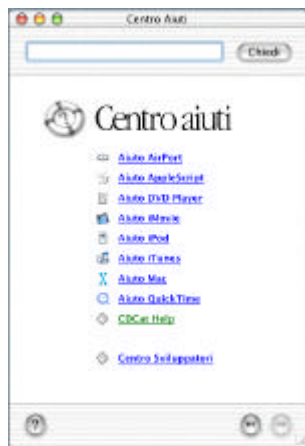 Centro Aiuti
Chiedi
Centro aiuti
Aiuto AirPort
Aiuto AppleScript
Aiuto DVD Player
Aiuto iMovie
Aiuto iPod
Aiuto iTunes
Aiuto Mac
Aiuto QuickTime
CDCat Help
Centro Sviluppatori
?